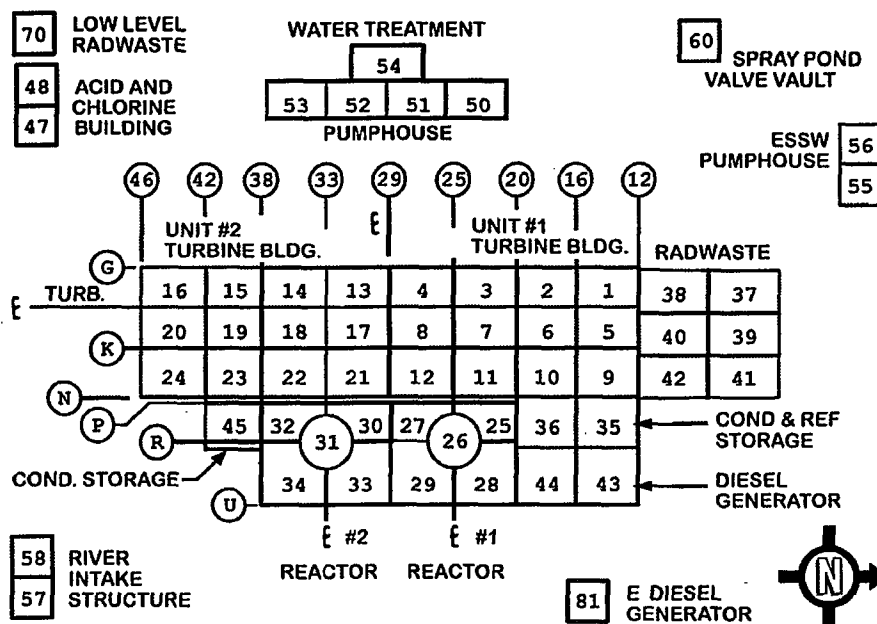 70 LOW LEVEL
RADWASTE
48 ACID AND
CHLORINE
47 BUILDING
WATER TREATMENT
54
53 52 51 50
PUMPHOUSE
60 SPRAY POND
VALVE VAULT
ESSW 56
PUMPHOUSE 55
46 42 38 33 29 25 20 16 12
UNIT #2
TURBINE BLDG.
UNIT #1
TURBINE BLDG.
RADWASTE
G
TURB. 16 15 14 13 4 3 2 1 38 37
20 19 18 17 8 7 6 5 40 39
K
24 23 22 21 12 11 10 9 42 41
N
P
45 32 30 27 25 36 35 COND & REF
STORAGE
R 31 26
COND. STORAGE
34 33 29 28 44 43 DIESEL
GENERATOR
U
#2 #1
REACTOR REACTOR
58 RIVER
INTAKE
57 STRUCTURE
81 E DIESEL
GENERATOR
N